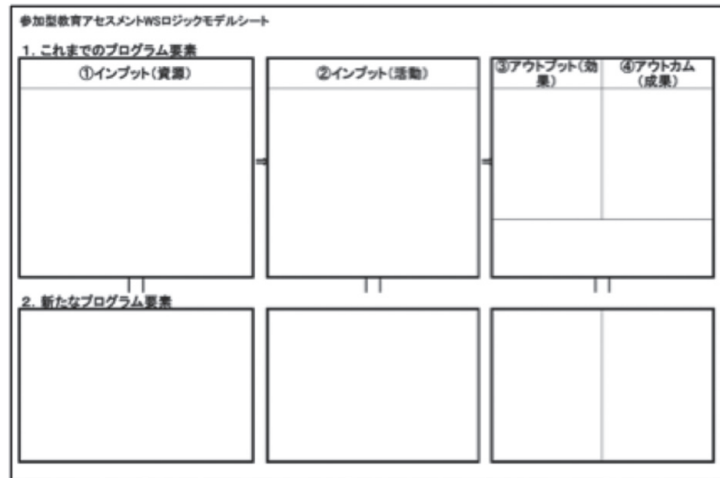 参加型教育アセスメントWSロジックモデルシート
1．これまでのプログラム要素
①インプット(資源)
②インプット(活動)
③アウトプット(効
果)
④アウトカム
(成果)
2．新たなプログラム要素